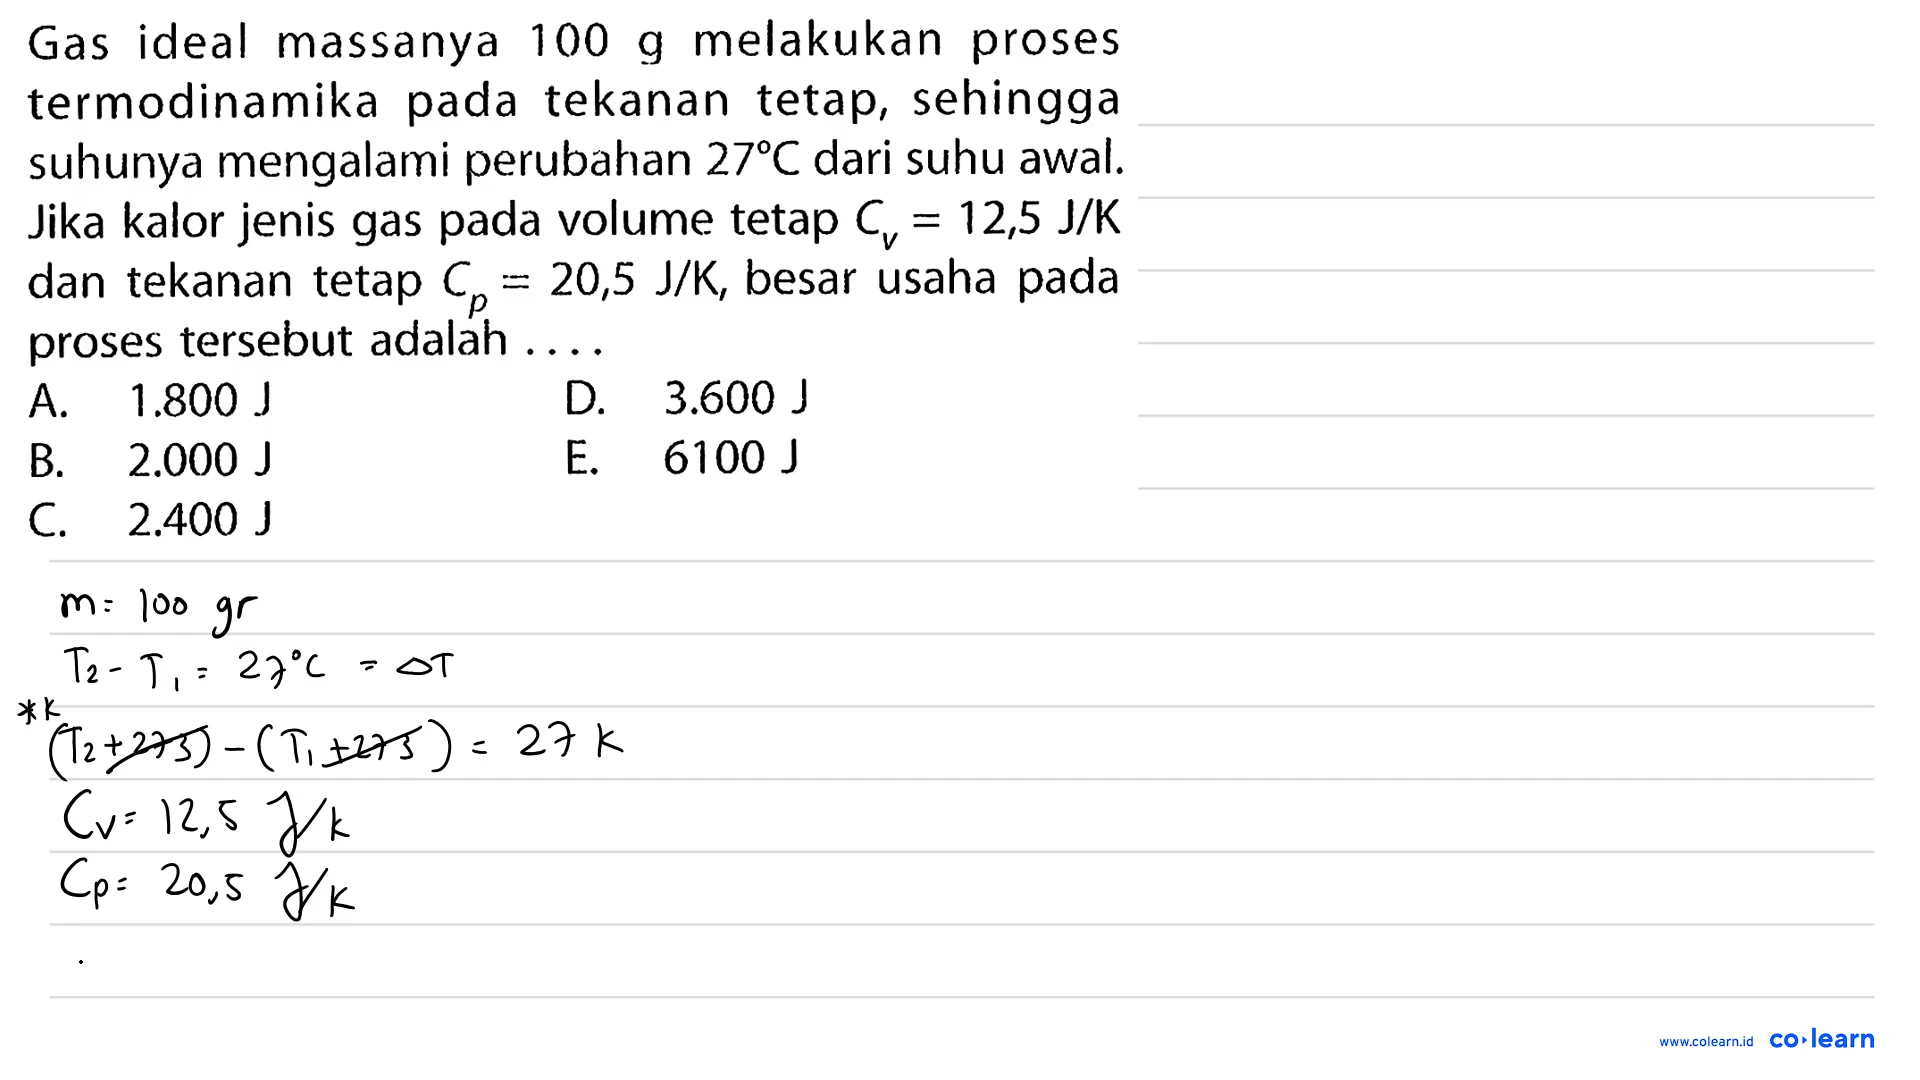 Gas ideal massanya 100 g melakukan proses
termodinamika pada tekanan tetap, sehingga
suhunya mengalami perubahan 27°C dari suhu awal.
Jika kalor jenis gas pada volume tetap Cᵥ = 12,5 J/K
dan tekanan tetap Cₚ = 20,5 J/K, besar usaha pada
proses tersebut adalah ....
A. 1.800 J D. 3.600 J
B. 2.000 J E. 6100 J
C. 2.400 J
m = 100 gr
T₂ - T₁ = 27°C = ΔT
*K
(T₂+273) - (T₁+273) = 27 K
Cv = 12,5 J/K
Cp = 20,5 J/K
www.colearn.id co·learn